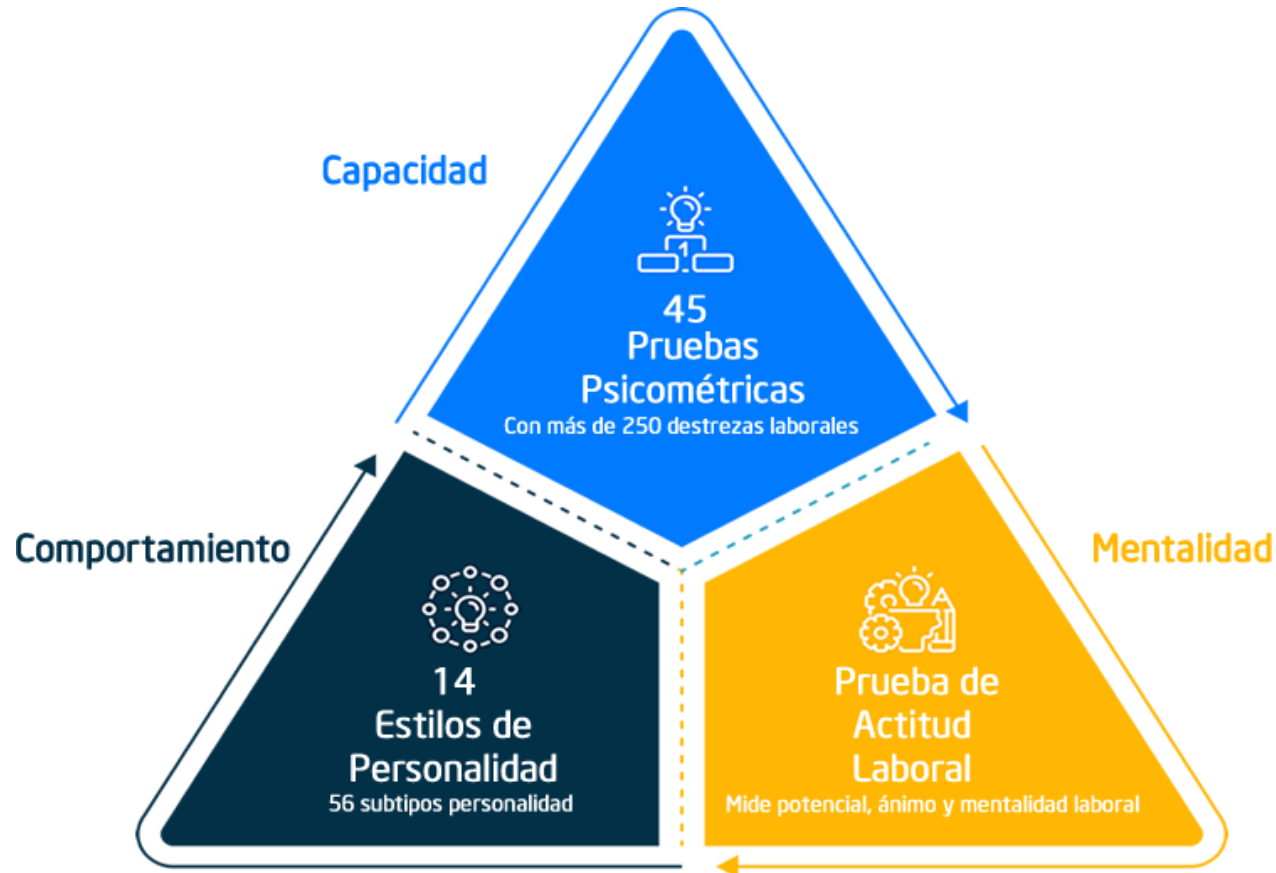 Capacidad
1
45
Pruebas
Psicométricas
Con más de 250 destrezas laborales
Comportamiento
14
Estilos de
Personalidad
56 subtipos personalidad
Mentalidad
Prueba de
Actitud
Laboral
Mide potencial, ánimo y mentalidad laboral